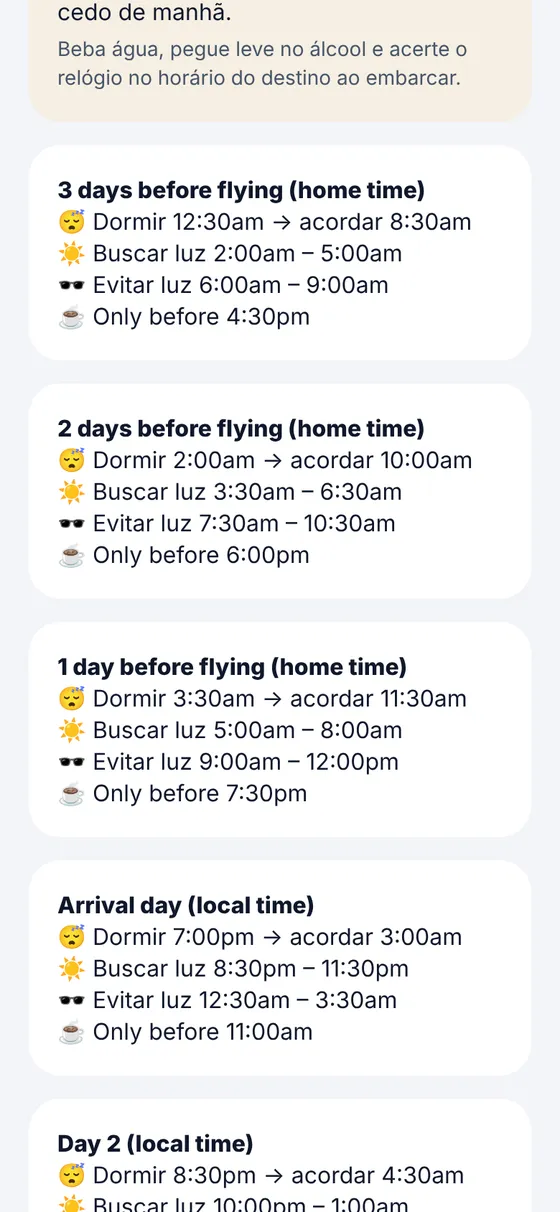 cedo de manhã.
Beba água, pegue leve no álcool e acerte o
relógio no horário do destino ao embarcar.
3 days before flying (home time)
😴 Dormir 12:30am → acordar 8:30am
☀️ Buscar luz 2:00am – 5:00am
🕶️ Evitar luz 6:00am – 9:00am
☕ Only before 4:30pm
2 days before flying (home time)
😴 Dormir 2:00am → acordar 10:00am
☀️ Buscar luz 3:30am – 6:30am
🕶️ Evitar luz 7:30am – 10:30am
☕ Only before 6:00pm
1 day before flying (home time)
😴 Dormir 3:30am → acordar 11:30am
☀️ Buscar luz 5:00am – 8:00am
🕶️ Evitar luz 9:00am – 12:00pm
☕ Only before 7:30pm
Arrival day (local time)
😴 Dormir 7:00pm → acordar 3:00am
☀️ Buscar luz 8:30pm – 11:30pm
🕶️ Evitar luz 12:30am – 3:30am
☕ Only before 11:00am
Day 2 (local time)
😴 Dormir 8:30pm → acordar 4:30am
☀️ Buscar luz 10:00pm – 1:00am